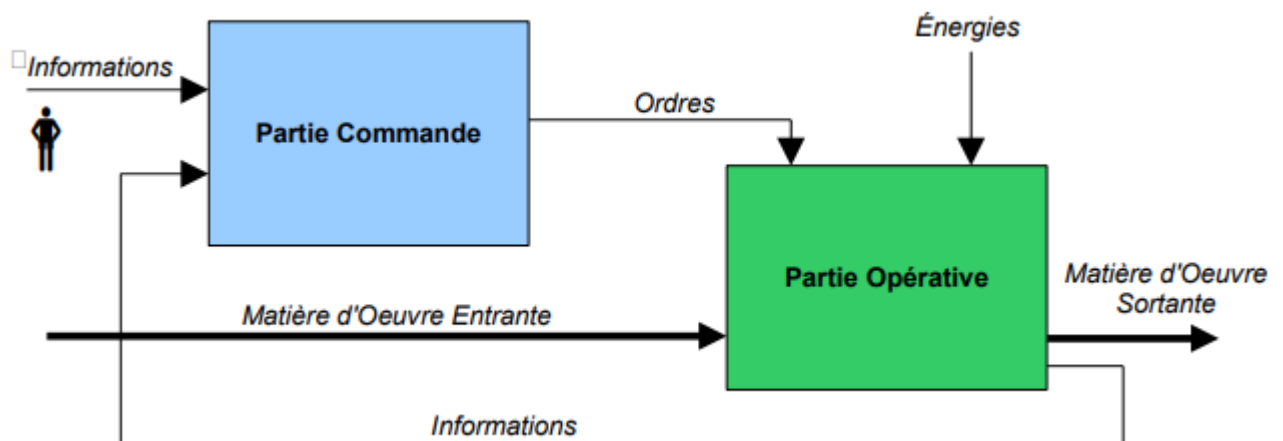 Énergies
Informations
Ordres
Partie Commande
Partie Opérative
Matière d'Oeuvre
Sortante
Matière d'Oeuvre Entrante
Informations